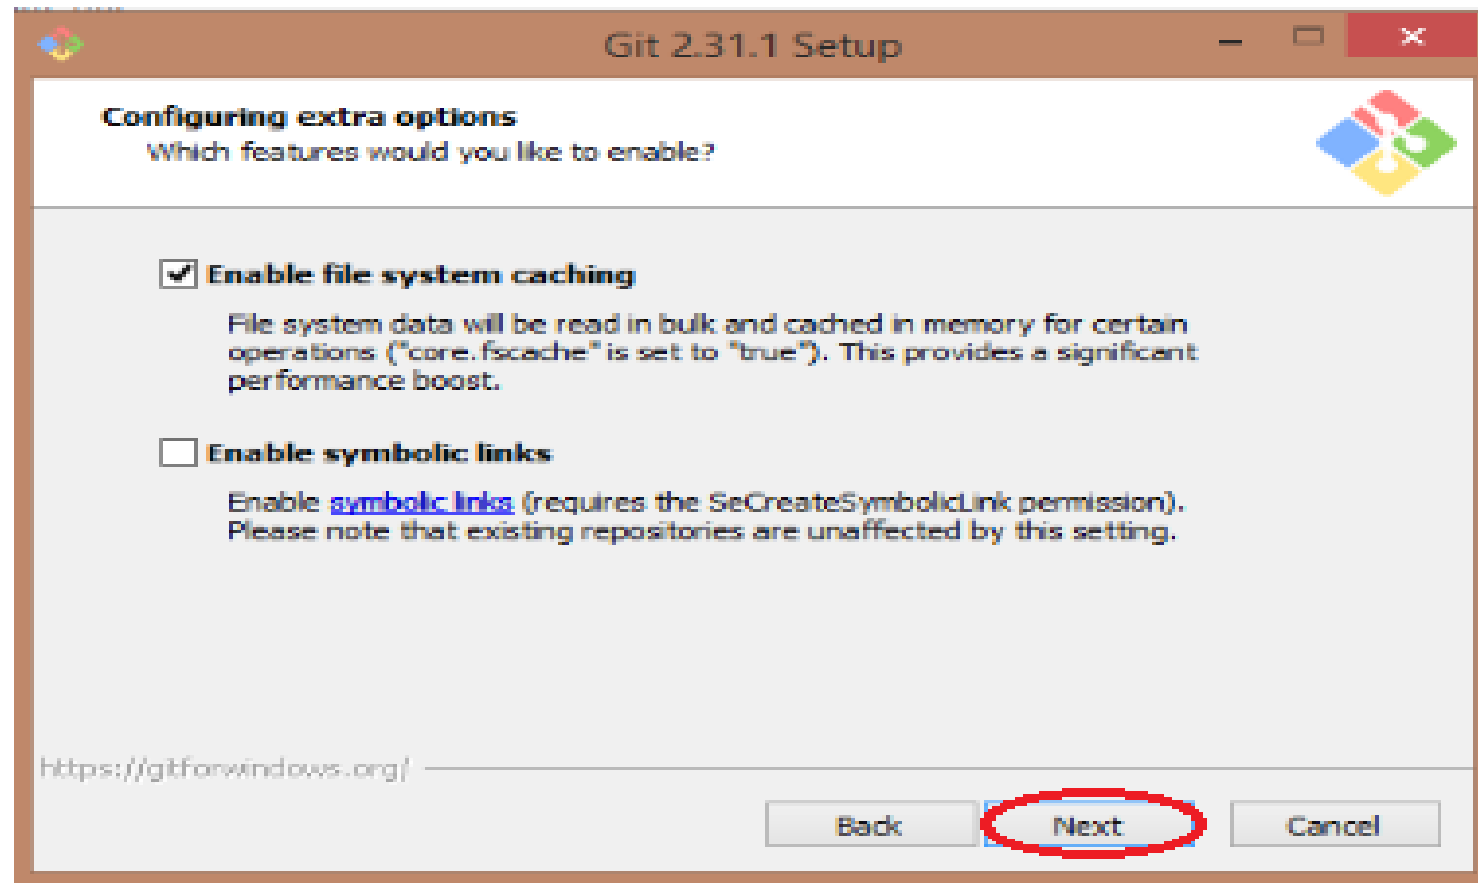 Git 2.31.1 Setup
Configuring extra options
Which features would you like to enable?
Enable file system caching
File system data will be read in bulk and cached in memory for certain
operations ("core.fscache" is set to "true"). This provides a significant
performance boost.
Enable symbolic links
Enable symbolic links (requires the SeCreateSymbolicLink permission).
Please note that existing repositories are unaffected by this setting.
https://gitforwindows.org/
Back Next Cancel